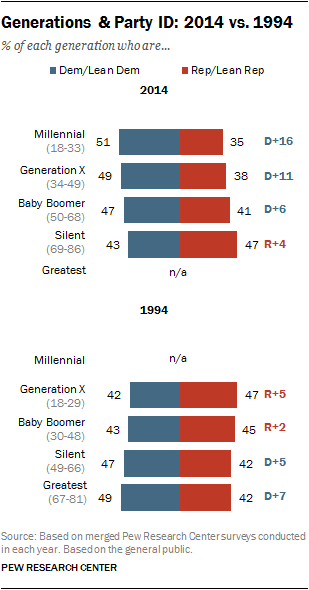 Generations & Party ID: 2014 vs. 1994
% of each generation who are...
Dem/Lean Dem Rep/Lean Rep
2014
Millennial
(18-33) 51 35 D+16
Generation X
(34-49) 49 38 D+11
Baby Boomer
(50-68) 47 41 D+6
Silent
(69-86) 43 47 R+4
Greatest n/a
1994
Millennial n/a
Generation X
(18-29) 42 47 R+5
Baby Boomer
(30-48) 43 45 R+2
Silent
(49-66) 47 42 D+5
Greatest
(67-81) 49 42 D+7
Source: Based on merged Pew Research Center surveys conducted
in each year. Based on the general public.
PEW RESEARCH CENTER